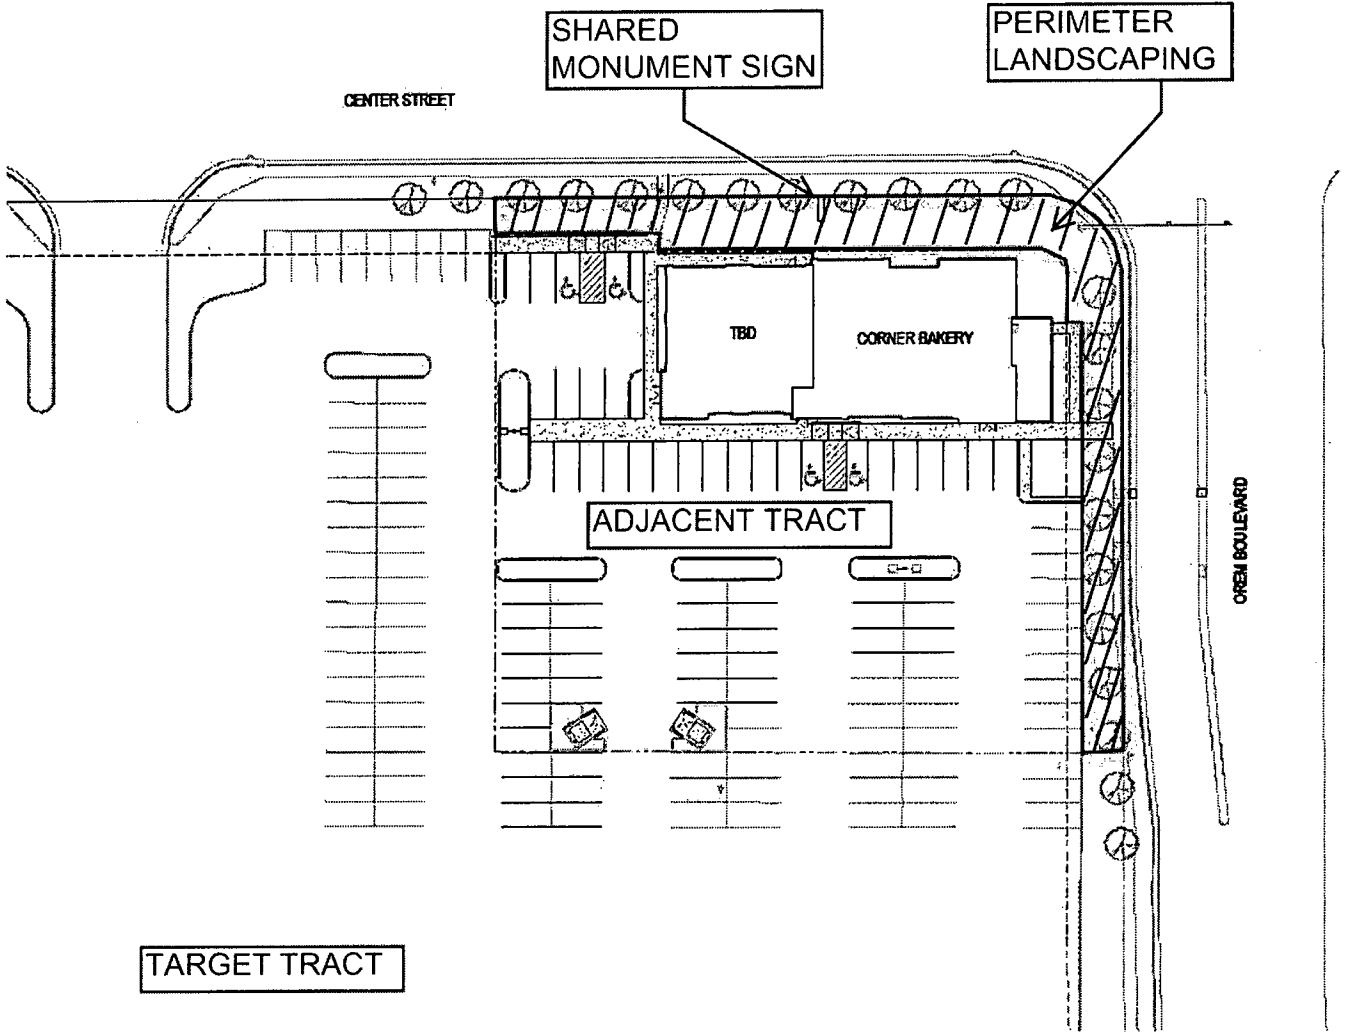 SHARED
MONUMENT SIGN
PERIMETER
LANDSCAPING
CENTER STREET
TBD
CORNER BAKERY
ADJACENT TRACT
OREM BOULEVARD
TARGET TRACT